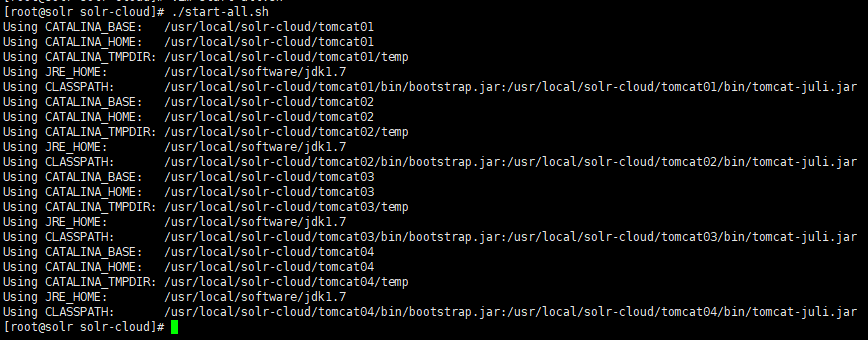 [root@solr solr-cloud]# ./start-all.sh
Using CATALINA_BASE:   /usr/local/solr-cloud/tomcat01
Using CATALINA_HOME:   /usr/local/solr-cloud/tomcat01
Using CATALINA_TMPDIR: /usr/local/solr-cloud/tomcat01/temp
Using JRE_HOME:        /usr/local/software/jdk1.7
Using CLASSPATH:       /usr/local/solr-cloud/tomcat01/bin/bootstrap.jar:/usr/local/solr-cloud/tomcat01/bin/tomcat-juli.jar
Using CATALINA_BASE:   /usr/local/solr-cloud/tomcat02
Using CATALINA_HOME:   /usr/local/solr-cloud/tomcat02
Using CATALINA_TMPDIR: /usr/local/solr-cloud/tomcat02/temp
Using JRE_HOME:        /usr/local/software/jdk1.7
Using CLASSPATH:       /usr/local/solr-cloud/tomcat02/bin/bootstrap.jar:/usr/local/solr-cloud/tomcat02/bin/tomcat-juli.jar
Using CATALINA_BASE:   /usr/local/solr-cloud/tomcat03
Using CATALINA_HOME:   /usr/local/solr-cloud/tomcat03
Using CATALINA_TMPDIR: /usr/local/solr-cloud/tomcat03/temp
Using JRE_HOME:        /usr/local/software/jdk1.7
Using CLASSPATH:       /usr/local/solr-cloud/tomcat03/bin/bootstrap.jar:/usr/local/solr-cloud/tomcat03/bin/tomcat-juli.jar
Using CATALINA_BASE:   /usr/local/solr-cloud/tomcat04
Using CATALINA_HOME:   /usr/local/solr-cloud/tomcat04
Using CATALINA_TMPDIR: /usr/local/solr-cloud/tomcat04/temp
Using JRE_HOME:        /usr/local/software/jdk1.7
Using CLASSPATH:       /usr/local/solr-cloud/tomcat04/bin/bootstrap.jar:/usr/local/solr-cloud/tomcat04/bin/tomcat-juli.jar
[root@solr solr-cloud]#